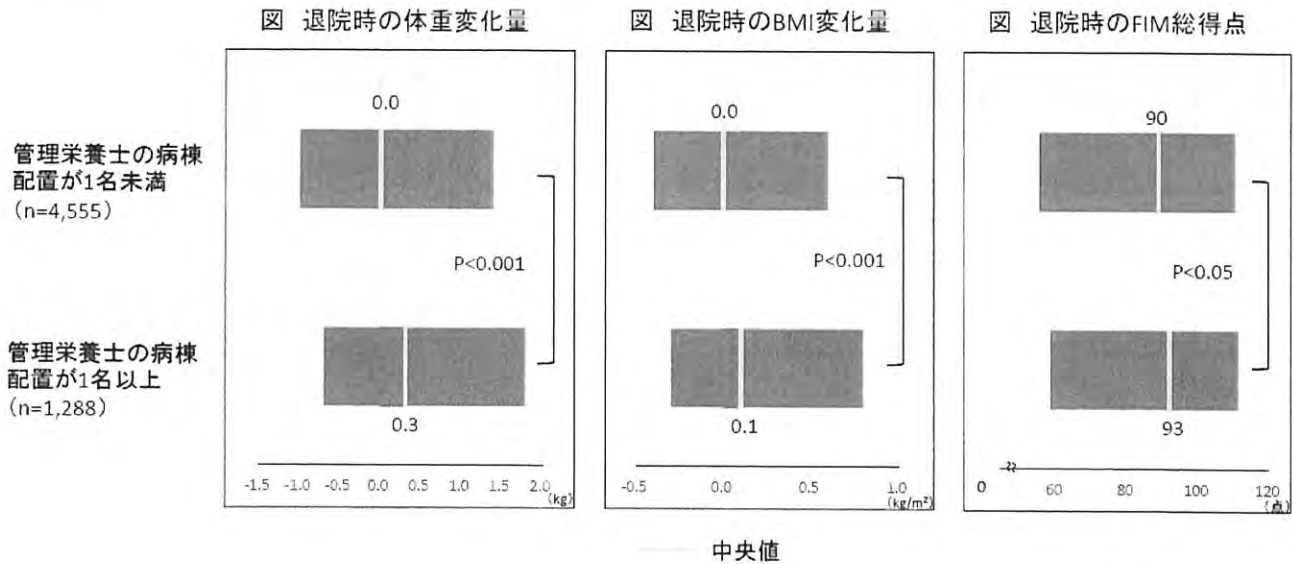 図 退院時の体重変化量
図 退院時のBMI変化量
図 退院時のFIM総得点
管理栄養士の病棟
配置が1名未満
(n=4,555)
管理栄養士の病棟
配置が1名以上
(n=1,288)
0.0
P<0.001
0.3
-1.5 -1.0 -0.5 0.0 0.5 1.0 1.5 2.0
(kg)
0.0
P<0.001
0.1
-0.5 0.0 0.5 1.0
(kg/m²)
90
P<0.05
93
0 60 80 100 120
(点)
中央値